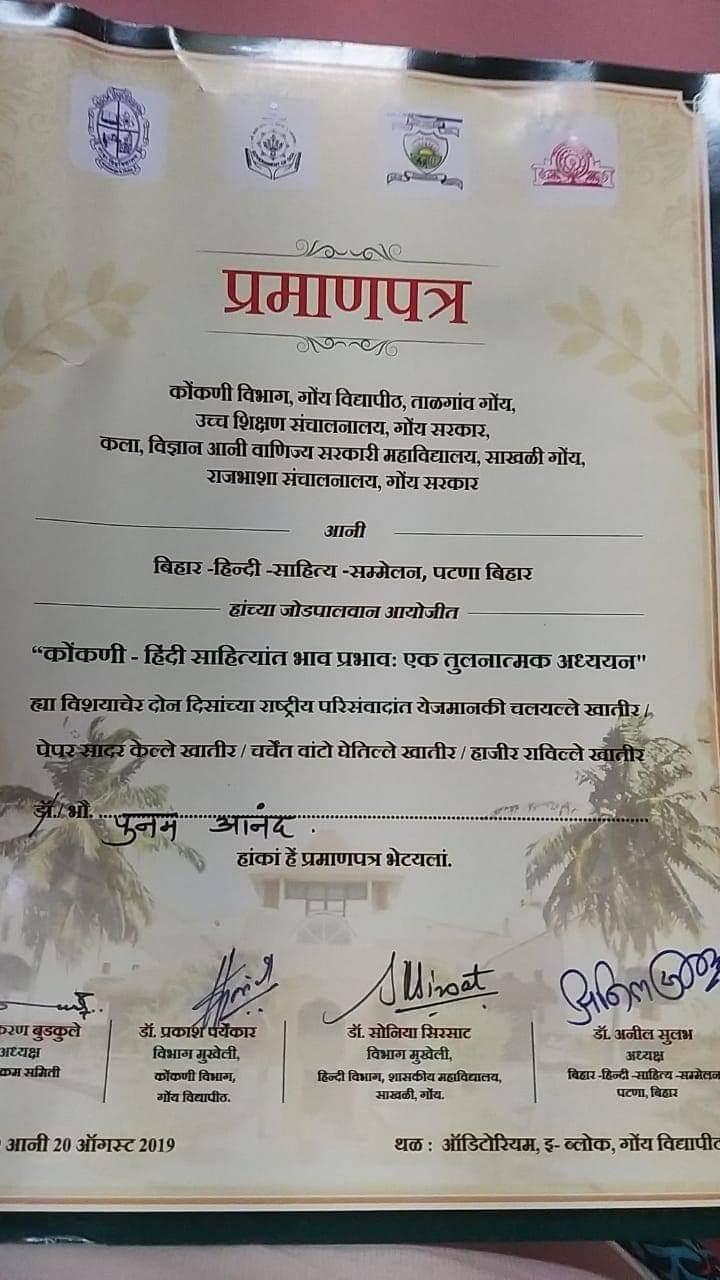 प्रमाणपत्र
कोंकणी विभाग, गोंय विद्यापीठ, ताळगांव गोंय,
उच्च शिक्षण संचालनालय, गोंय सरकार,
कला, विज्ञान आनी वाणिज्य सरकारी महाविद्यालय, साखळी गोंय,
राजभाशा संचालनालय, गोंय सरकार
आनी
बिहार -हिन्दी -साहित्य -सम्मेलन, पटणा बिहार
हांच्या जोडपालवान आयोजीत
“कोंकणी - हिंदी साहित्यांत भाव प्रभाव: एक तुलनात्मक अध्ययन"
ह्या विशयाचेर दोन दिसांच्या राष्ट्रीय परिसंवादांत येजमानकी चलयल्ले खातीर /
पेपर सादर केल्ले खातीर / चर्चेंत वांटो घेतिल्ले खातीर / हाजीर राविल्ले खातीर
डॉ./ भौ. पुनम आनंद.
हांकां हें प्रमाणपत्र भेटयलां.
रण बुडकुले
अध्यक्ष
क्रम समिती
डॉ. प्रकाश पर्येंकार
विभाग मुखेली,
कोंकणी विभाग,
गोंय विद्यापीठ.
डॉ. सोनिया सिरसाट
विभाग मुखेली,
हिन्दी विभाग, शासकीय महाविद्यालय,
साखळी, गोंय.
डॉ. अनील सुलभ
अध्यक्ष
बिहार -हिन्दी -साहित्य -सम्मेलन
पटणा, बिहार
आनी 20 ऑगस्ट 2019
थळ : ऑडिटोरियम, इ- ब्लोक, गोंय विद्यापीठ